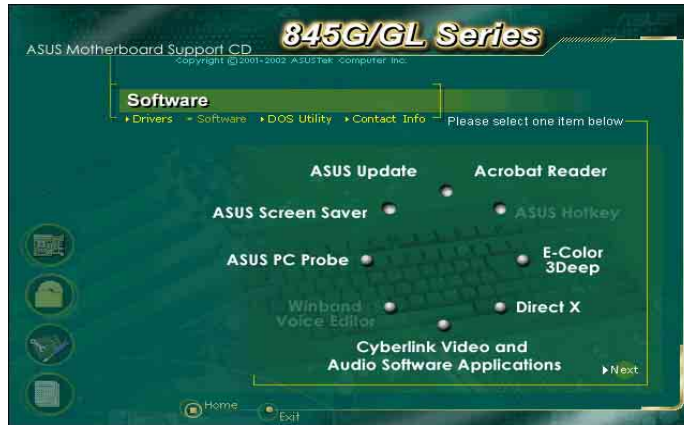 845G/GL Series
ASUS Motherboard Support CD
Copyright ©2001-2002 ASUSTek Computer Inc.
Software
Drivers Software DOS Utility Contact Info
Please select one item below
ASUS Update
Acrobat Reader
ASUS Screen Saver
ASUS Hotkey
ASUS PC Probe
E-Color
3Deep
Winbond
Voice Editor
Direct X
Cyberlink Video and
Audio Software Applications
Next
Home
Exit